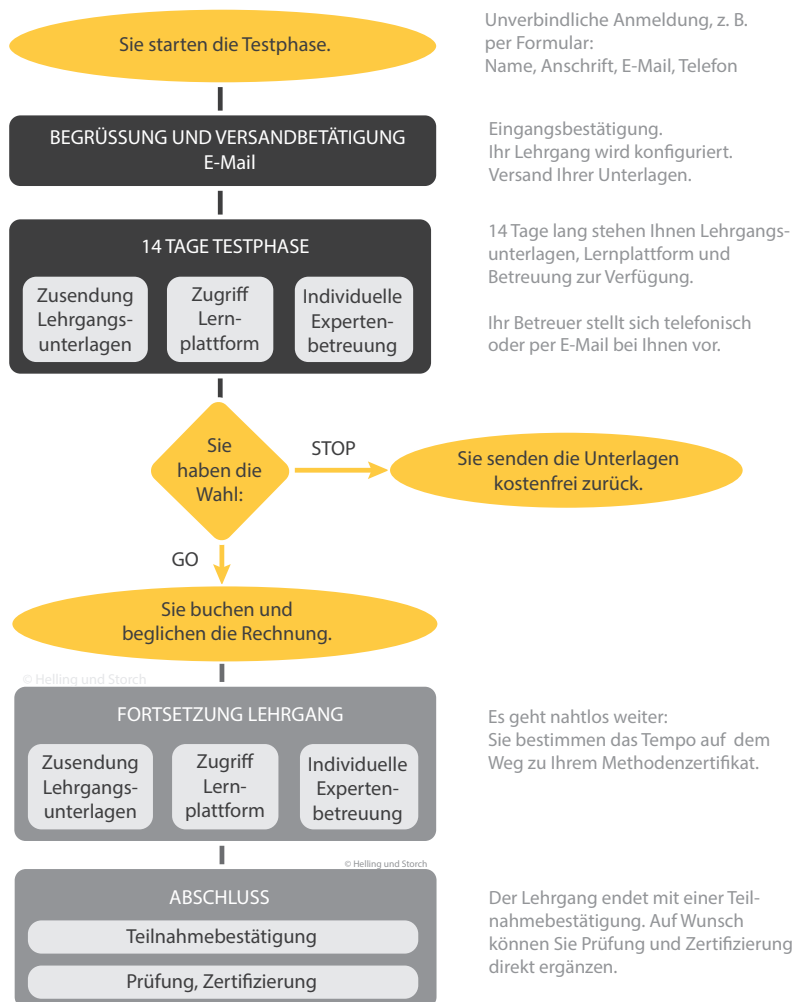 Sie starten die Testphase.
Unverbindliche Anmeldung, z. B.
per Formular:
Name, Anschrift, E-Mail, Telefon
BEGRÜSSUNG UND VERSANDBETÄTIGUNG
E-Mail
Eingangsbestätigung.
Ihr Lehrgang wird konfiguriert.
Versand Ihrer Unterlagen.
14 TAGE TESTPHASE
Zusendung
Lehrgangs-
unterlagen
Zugriff
Lern-
plattform
Individuelle
Experten-
betreuung
14 Tage lang stehen Ihnen Lehrgangs-
unterlagen, Lernplattform und
Betreuung zur Verfügung.
Ihr Betreuer stellt sich telefonisch
oder per E-Mail bei Ihnen vor.
Sie
haben die
Wahl:
STOP
Sie senden die Unterlagen
kostenfrei zurück.
GO
Sie buchen und
beglichen die Rechnung.
© Helling und Storch
FORTSETZUNG LEHRGANG
Zusendung
Lehrgangs-
unterlagen
Zugriff
Lern-
plattform
Individuelle
Experten-
betreuung
Es geht nahtlos weiter:
Sie bestimmen das Tempo auf dem
Weg zu Ihrem Methodenzertifikat.
© Helling und Storch
ABSCHLUSS
Teilnahmebestätigung
Prüfung, Zertifizierung
Der Lehrgang endet mit einer Teil-
nahmebestätigung. Auf Wunsch
können Sie Prüfung und Zertifizierung
direkt ergänzen.